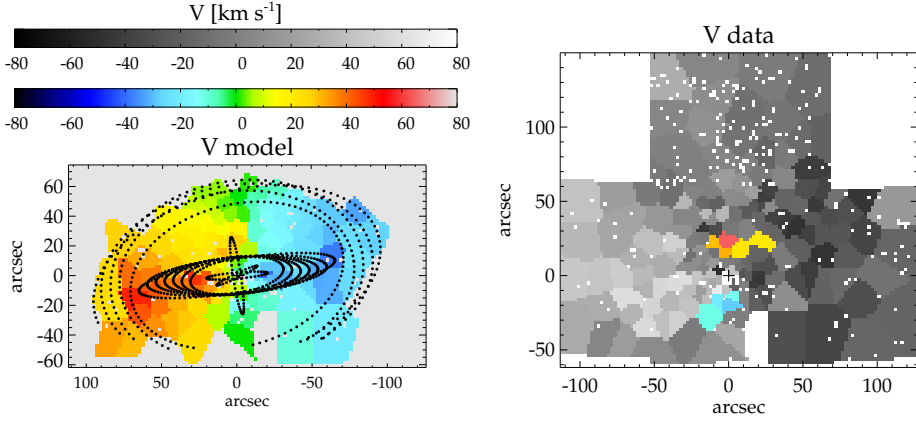 V [km s⁻¹]
-80 -60 -40 -20 0 20 40 60 80
-80 -60 -40 -20 0 20 40 60 80
V model
arcsec
60
40
20
0
-20
-40
-60
100 50 0 -50 -100
arcsec
V data
arcsec
100
50
0
-50
-100 -50 0 50 100
arcsec